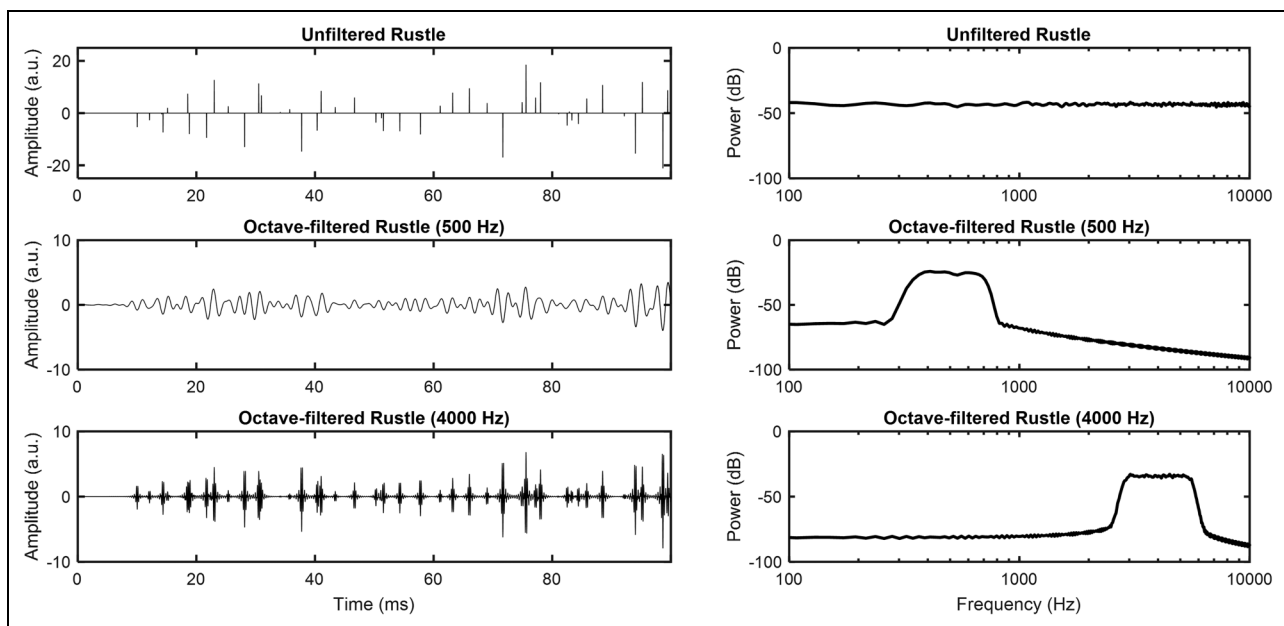 Unfiltered Rustle
Amplitude (a.u.)
20
0
-20
0 20 40 60 80
Unfiltered Rustle
Power (dB)
0
-50
-100
100 1000 10000
Octave-filtered Rustle (500 Hz)
Amplitude (a.u.)
10
0
-10
0 20 40 60 80
Octave-filtered Rustle (500 Hz)
Power (dB)
0
-50
-100
100 1000 10000
Octave-filtered Rustle (4000 Hz)
Amplitude (a.u.)
10
0
-10
0 20 40 60 80
Time (ms)
Octave-filtered Rustle (4000 Hz)
Power (dB)
0
-50
-100
100 1000 10000
Frequency (Hz)